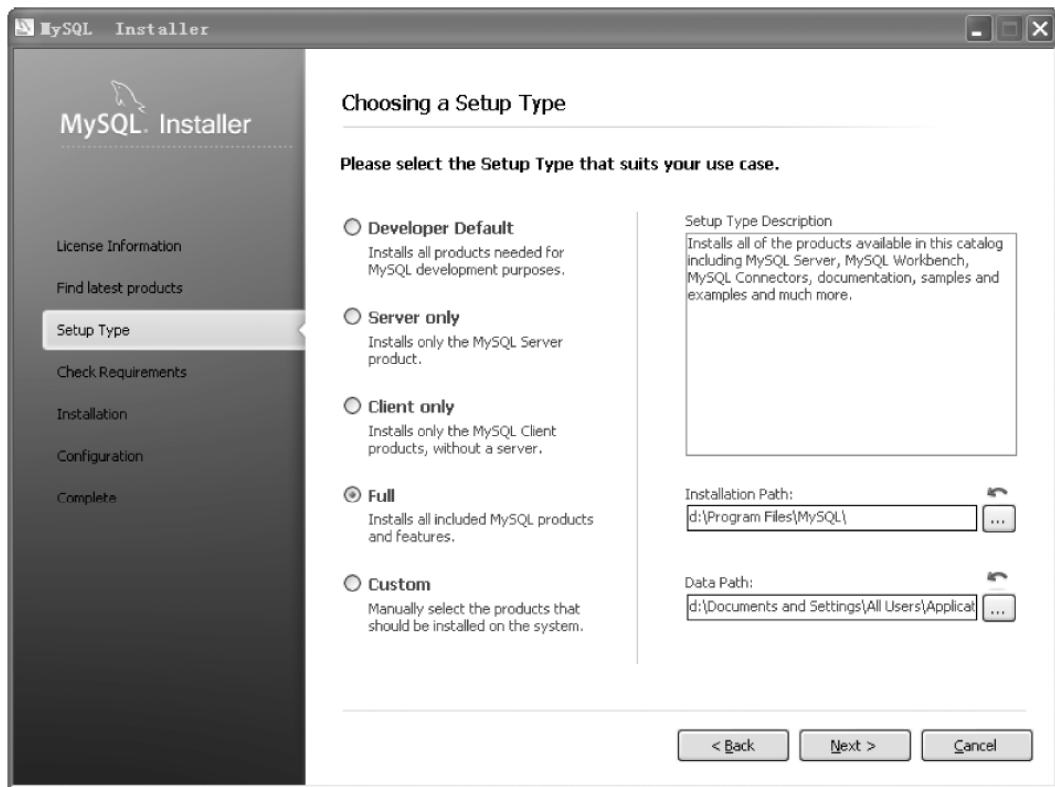 MySQL Installer
MySQL. Installer
License Information
Find latest products
Setup Type
Check Requirements
Installation
Configuration
Complete
Choosing a Setup Type
Please select the Setup Type that suits your use case.
Developer Default
Installs all products needed for
MySQL development purposes.
Server only
Installs only the MySQL Server
product.
Client only
Installs only the MySQL Client
products, without a server.
Full
Installs all included MySQL products
and features.
Custom
Manually select the products that
should be installed on the system.
Setup Type Description
Installs all of the products available in this catalog
including MySQL Server, MySQL Workbench,
MySQL Connectors, documentation, samples and
examples and much more.
Installation Path:
d:\Program Files\MySQL\
...
Data Path:
d:\Documents and Settings\All Users\Applicat
...
< Back
Next >
Cancel